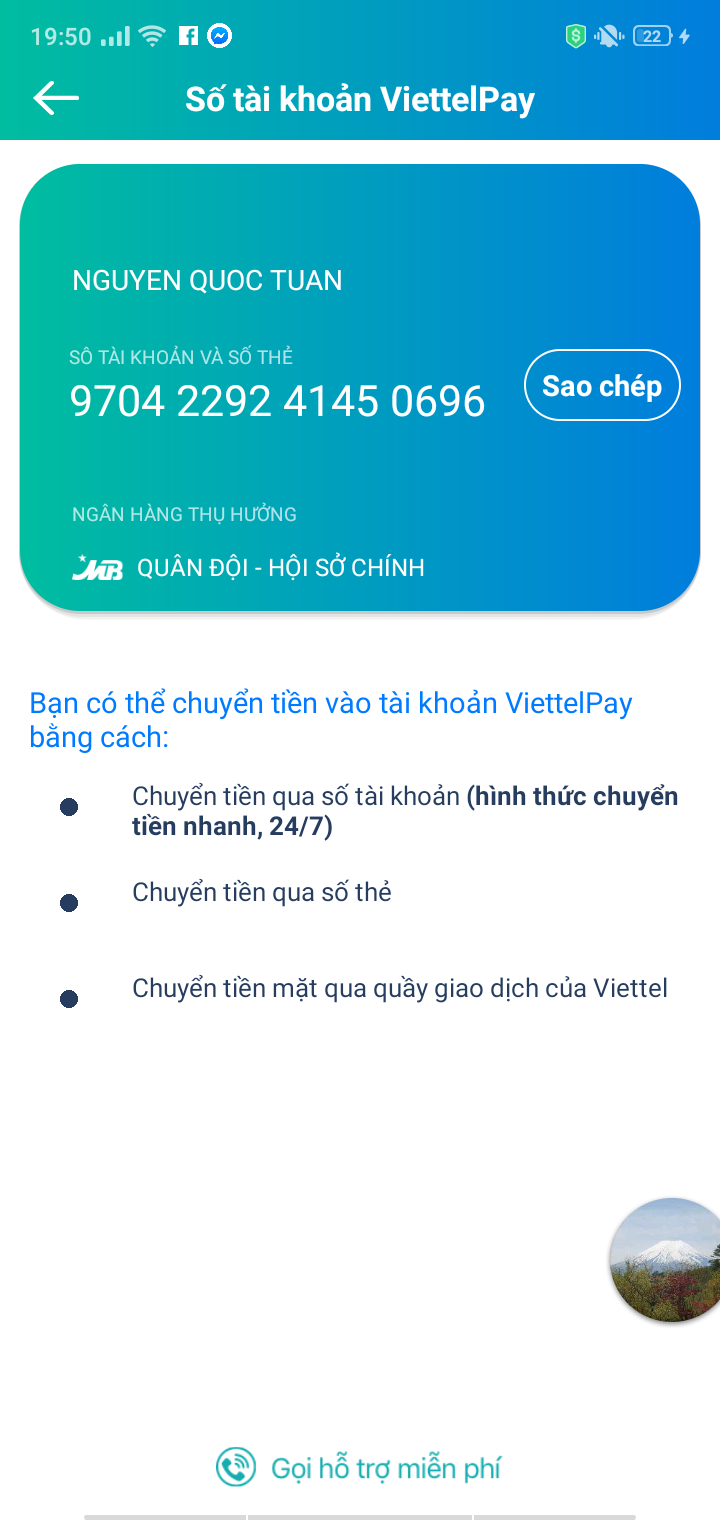 19:50
22
Số tài khoản ViettelPay
NGUYEN QUOC TUAN
SÔ TÀI KHOẢN VÀ SỐ THẺ
9704 2292 4145 0696
Sao chép
NGÂN HÀNG THỤ HƯỞNG
MB QUÂN ĐỘI - HỘI SỞ CHÍNH
Bạn có thể chuyển tiền vào tài khoản ViettelPay
bằng cách:
Chuyển tiền qua số tài khoản (hình thức chuyển
tiền nhanh, 24/7)
Chuyển tiền qua số thẻ
Chuyển tiền mặt qua quầy giao dịch của Viettel
Gọi hỗ trợ miễn phí